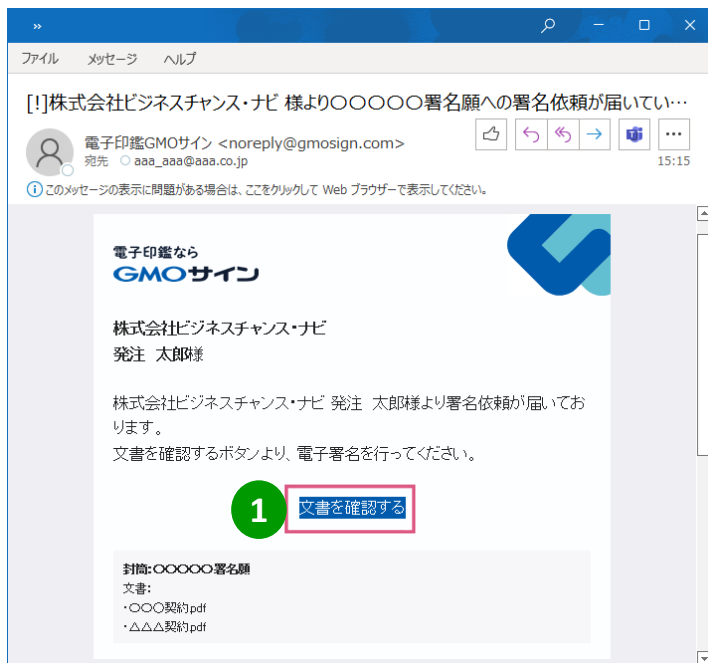 »
ファイル メッセージ ヘルプ
[!]株式会社ビジネスチャンス・ナビ 様より〇〇〇〇〇署名願への署名依頼が届いてい…
電子印鑑GMOサイン <noreply@gmosign.com>
宛先 aaa_aaa@aaa.co.jp
15:15
このメッセージの表示に問題がある場合は、ここをクリックして Web ブラウザーで表示してください。
電子印鑑なら
GMOサイン
株式会社ビジネスチャンス・ナビ
発注 太郎様
株式会社ビジネスチャンス・ナビ 発注 太郎様より署名依頼が届いてお
ります。
文書を確認するボタンより、電子署名を行ってください。
1 文書を確認する
封筒:〇〇〇〇〇署名願
文書:
・〇〇〇契約.pdf
・△△△契約.pdf